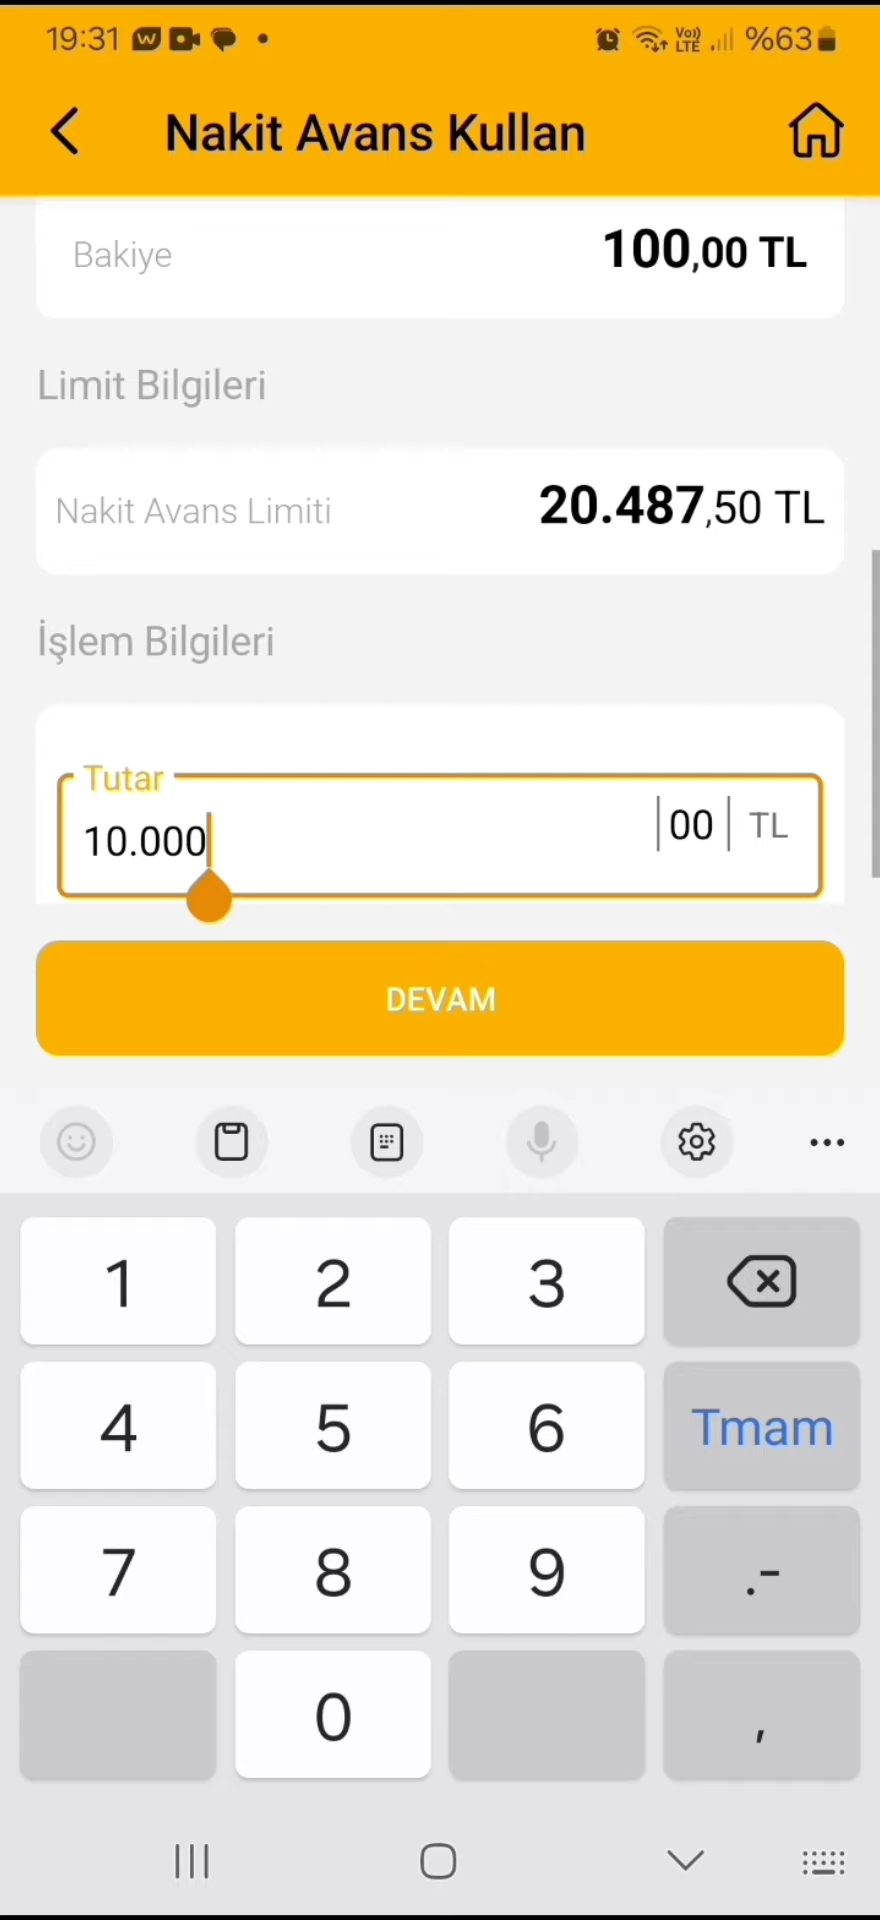 19:31 W Vo)) LTE %63
Nakit Avans Kullan
Bakiye 100,00 TL
Limit Bilgileri
Nakit Avans Limiti 20.487,50 TL
İşlem Bilgileri
Tutar
10.000 00 TL
DEVAM
1 2 3
4 5 6 Tmam
7 8 9 .-
0 ,